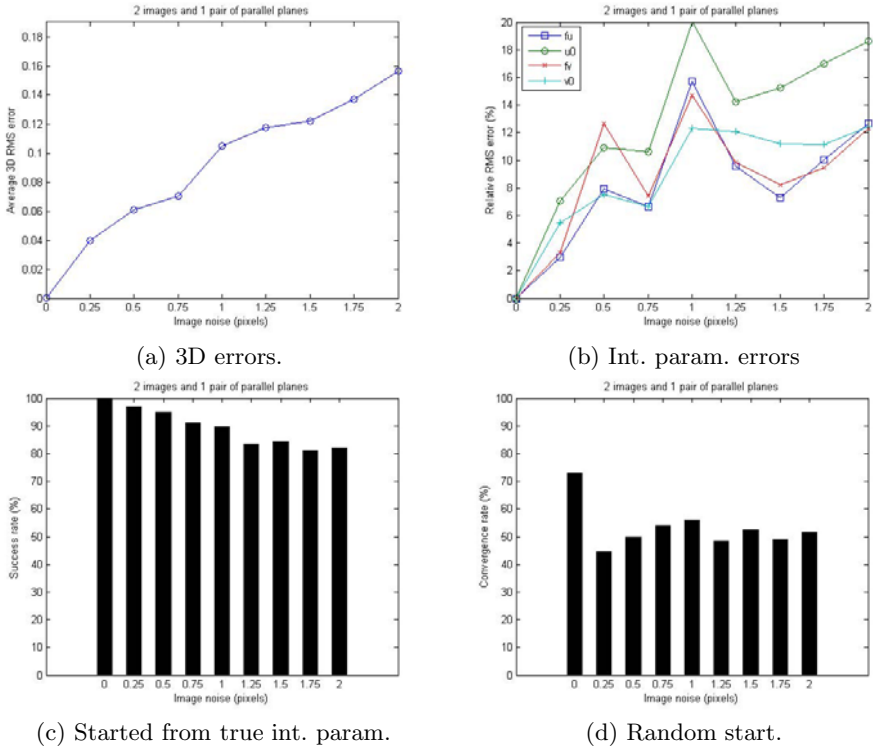 2 images and 1 pair of parallel planes
Average 3D RMS error
0.18
0.16
0.14
0.12
0.1
0.08
0.06
0.04
0.02
0
0 0.25 0.5 0.75 1 1.25 1.5 1.75 2
Image noise (pixels)
(a) 3D errors.
2 images and 1 pair of parallel planes
Relative RMS error (%)
20
18
16
14
12
10
8
6
4
2
0
fu
u0
fv
v0
0 0.25 0.5 0.75 1 1.25 1.5 1.75 2
Image noise (pixels)
(b) Int. param. errors
2 images and 1 pair of parallel planes
Success rate (%)
100
90
80
70
60
50
40
30
20
10
0
0 0.25 0.5 0.75 1 1.25 1.5 1.75 2
Image noise (pixels)
(c) Started from true int. param.
2 images and 1 pair of parallel planes
Convergence rate (%)
100
90
80
70
60
50
40
30
20
10
0
0 0.25 0.5 0.75 1 1.25 1.5 1.75 2
Image noise (pixels)
(d) Random start.